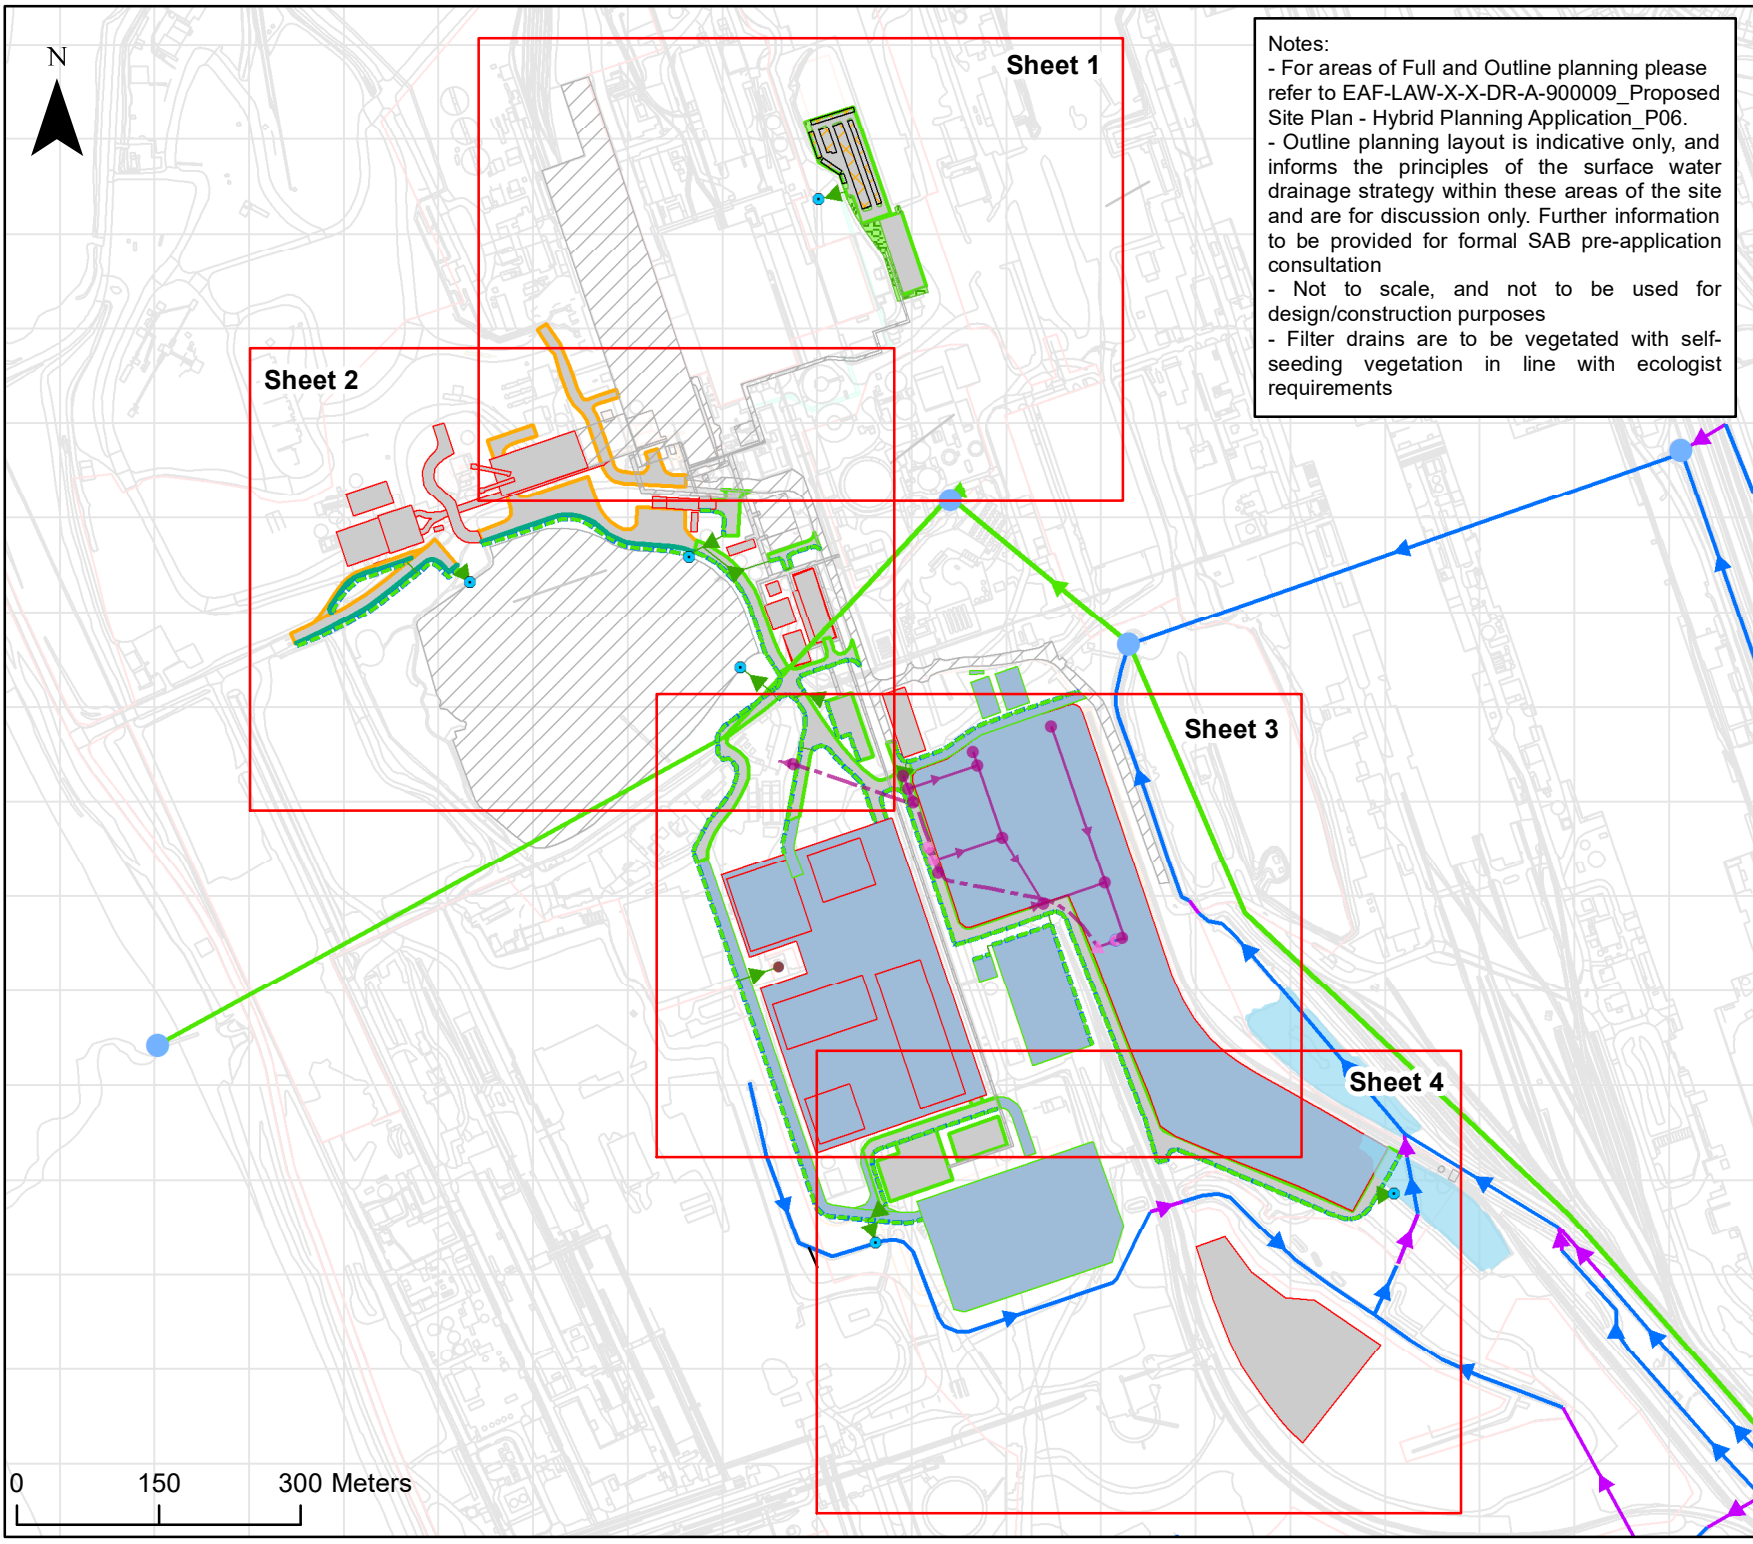 N
Sheet 1
Notes:
- For areas of Full and Outline planning please
refer to EAF-LAW-X-X-DR-A-900009_Proposed
Site Plan - Hybrid Planning Application_P06.
- Outline planning layout is indicative only, and
informs the principles of the surface water
drainage strategy within these areas of the site
and are for discussion only. Further information
to be provided for formal SAB pre-application
consultation
- Not to scale, and not to be used for
design/construction purposes
- Filter drains are to be vegetated with self-
seeding vegetation in line with ecologist
requirements
Sheet 2
Sheet 3
Sheet 4
0 150 300 Meters